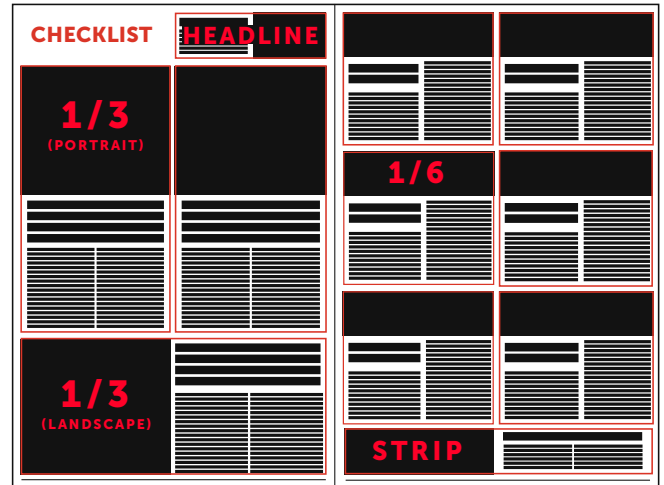 CHECKLIST
HEADLINE
1/3
(PORTRAIT)
1/3
(LANDSCAPE)
1/6
STRIP